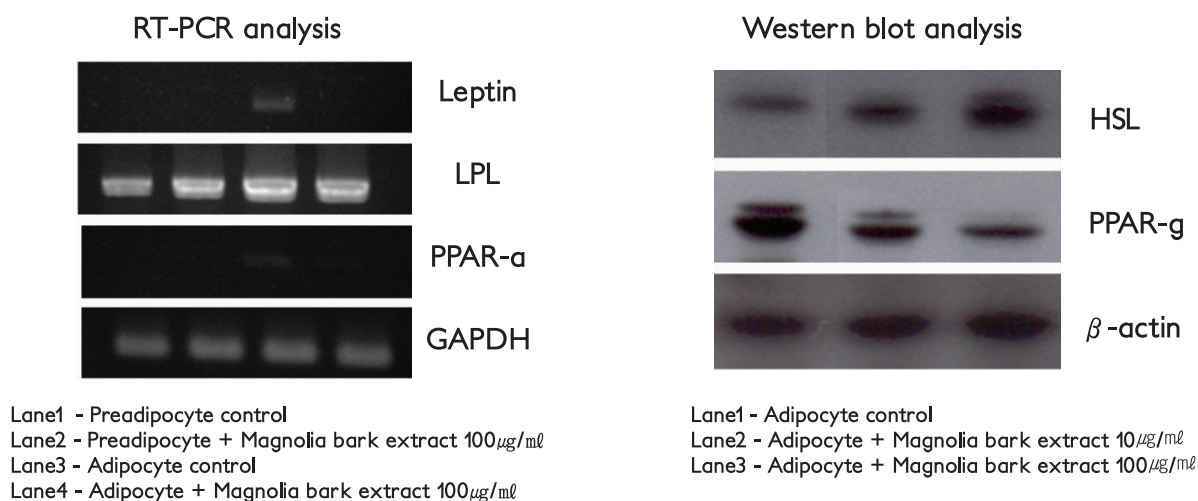 RT-PCR analysis
Leptin
LPL
PPAR-a
GAPDH
Lane1 - Preadipocyte control
Lane2 - Preadipocyte + Magnolia bark extract 100㎍/㎖
Lane3 - Adipocyte control
Lane4 - Adipocyte + Magnolia bark extract 100㎍/㎖
Western blot analysis
HSL
PPAR-g
β-actin
Lane1 - Adipocyte control
Lane2 - Adipocyte + Magnolia bark extract 10㎍/㎖
Lane3 - Adipocyte + Magnolia bark extract 100㎍/㎖